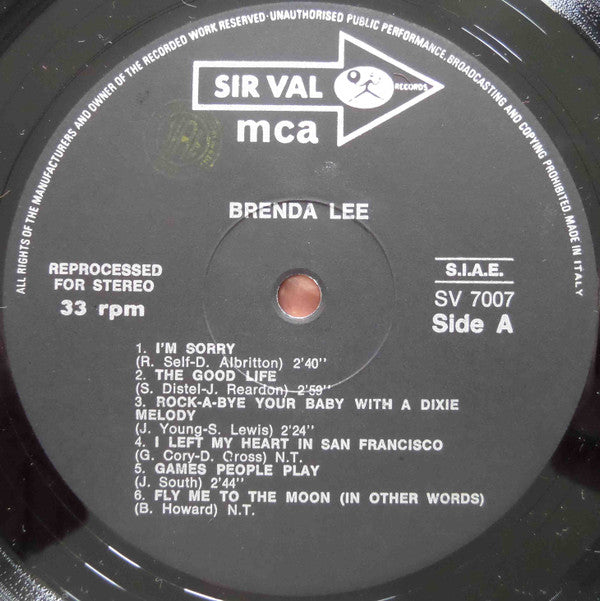 ALL RIGHTS OF THE MANUFACTURERS AND OWNER OF THE RECORDED WORK RESERVED·UNAUTHORISED PUBLIC PERFORMANCE, BROADCASTING AND COPYING PROHIBITED.MADE IN ITALY
SIR VAL
RECORDS
mca
BRENDA LEE
REPROCESSED
FOR STEREO
33 rpm
S.I.A.E.
SV 7007
Side A
1. I'M SORRY
(R. Self-D. Albritton) 2'40''
2. THE GOOD LIFE
(S. Distel-J. Reardon) 2'59''
3. ROCK-A-BYE YOUR BABY WITH A DIXIE
MELODY
(J. Young-S. Lewis) 2'24''
4. I LEFT MY HEART IN SAN FRANCISCO
(G. Cory-D. Cross) N.T.
5. GAMES PEOPLE PLAY
(J. South) 2'44''
6. FLY ME TO THE MOON (IN OTHER WORDS)
(B. Howard) N.T.